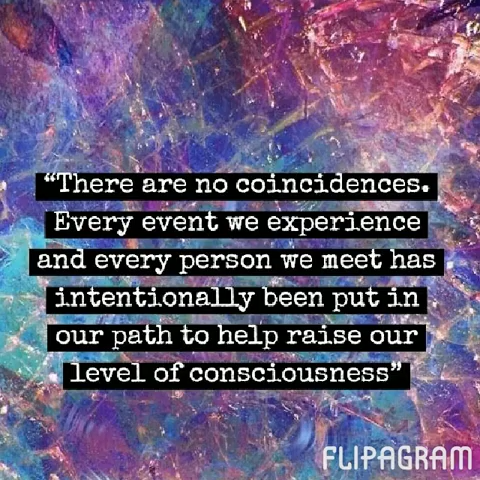 “There are no coincidences.
Every event we experience
and every person we meet has
intentionally been put in
our path to help raise our
level of consciousness”
FLIPAGRAM